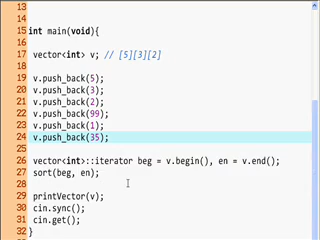 13
14
15 int main(void){
16
17 vector<int> v; // [5][3][2]
18
19 v.push_back(5);
20 v.push_back(3);
21 v.push_back(2);
22 v.push_back(99);
23 v.push_back(1);
24 v.push_back(35);
25
26 vector<int>::iterator beg = v.begin(), en = v.end();
27 sort(beg, en);
28
29 printVector(v);
30 cin.sync();
31 cin.get();
32 }